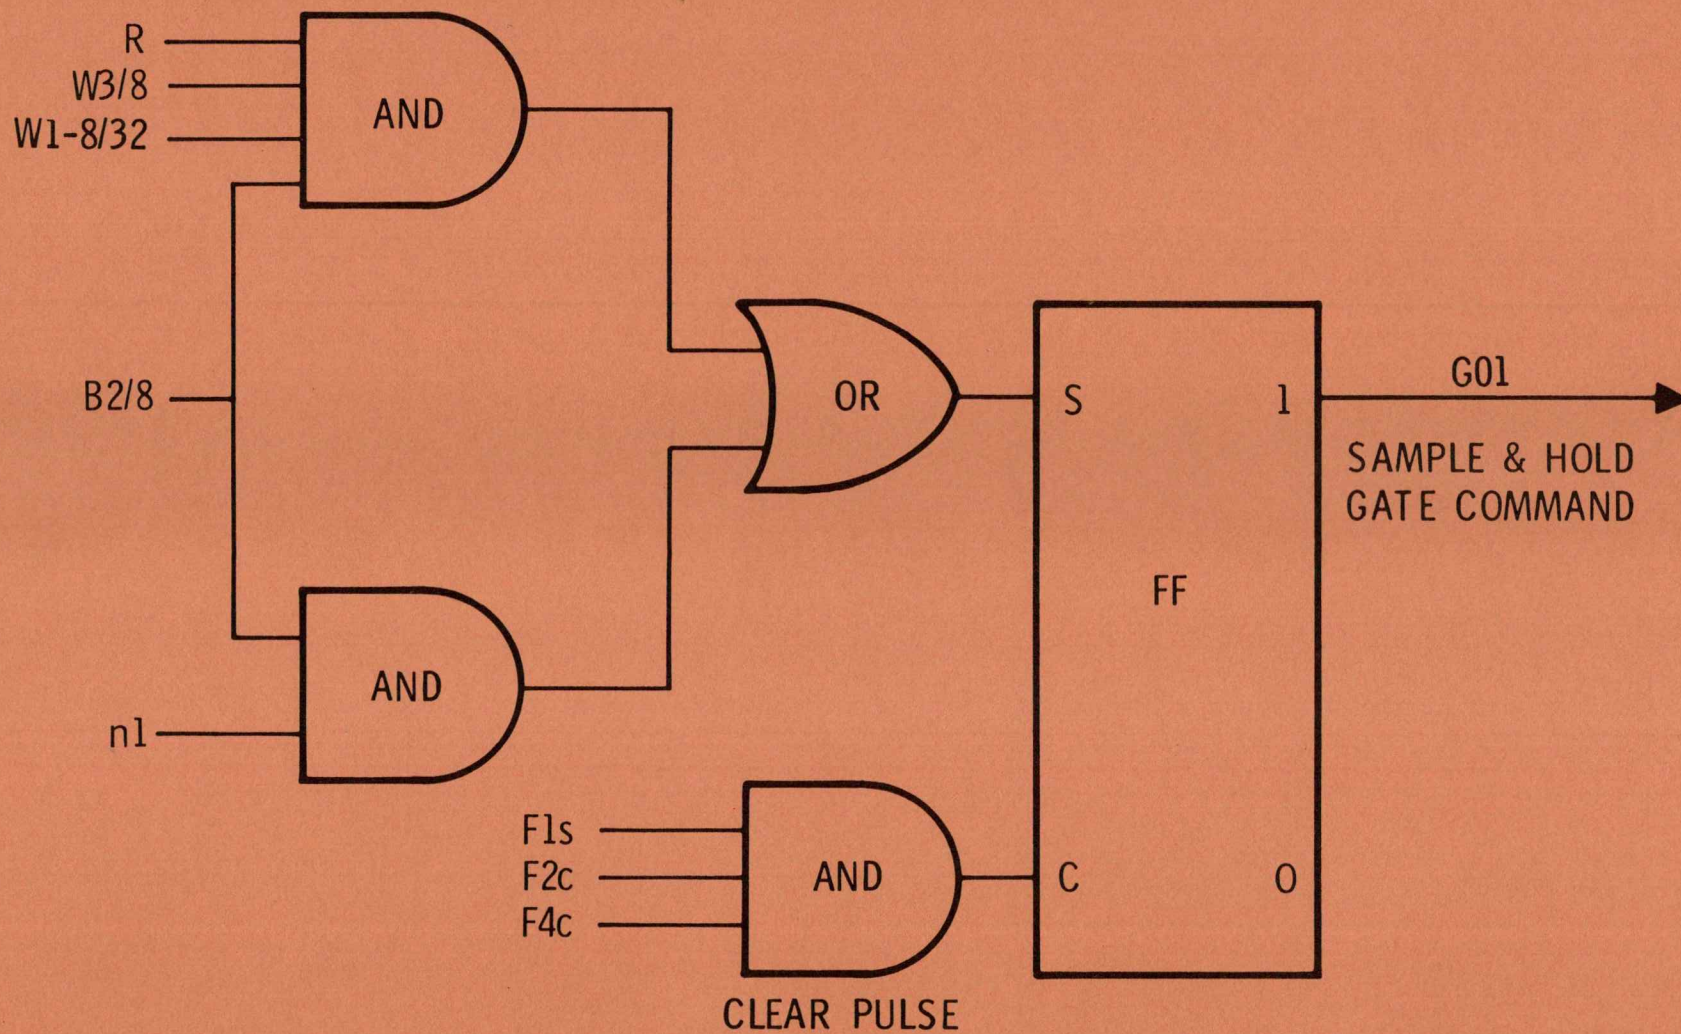 R
W3/8
W1-8/32
AND
B2/8
OR
S
1
G01
SAMPLE & HOLD
GATE COMMAND
FF
AND
n1
F1s
F2c
F4c
AND
C
0
CLEAR PULSE